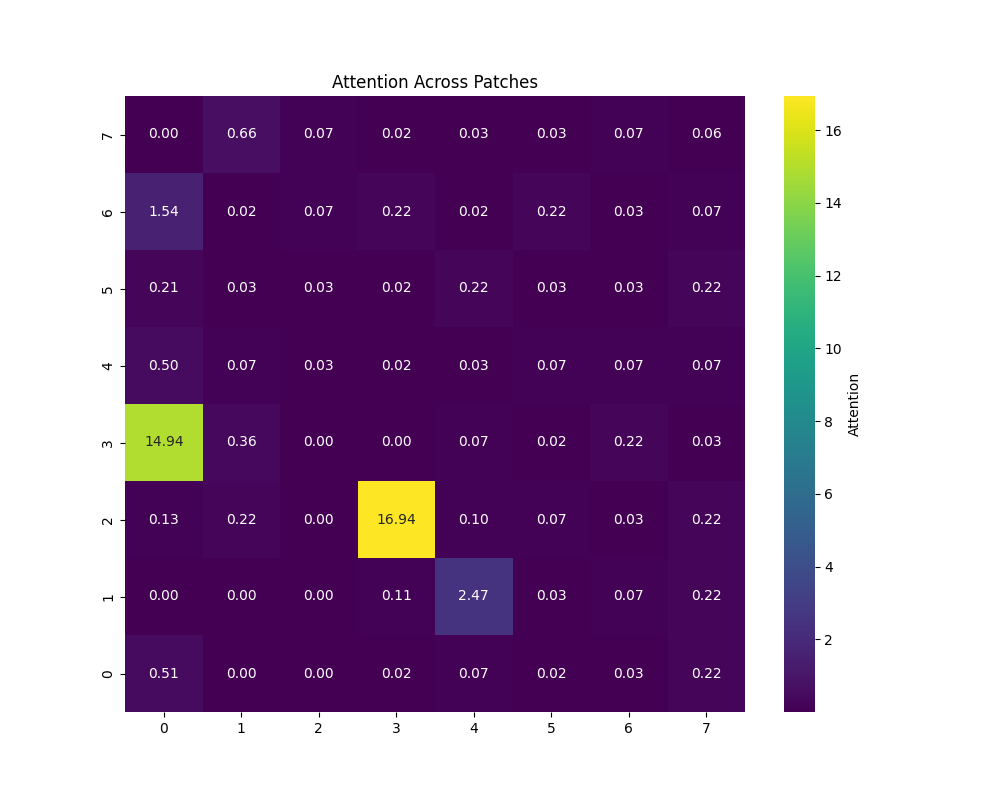 Attention Across Patches
7 0.00 0.66 0.07 0.02 0.03 0.03 0.07 0.06
6 1.54 0.02 0.07 0.22 0.02 0.22 0.03 0.07
5 0.21 0.03 0.03 0.02 0.22 0.03 0.03 0.22
4 0.50 0.07 0.03 0.02 0.03 0.07 0.07 0.07
3 14.94 0.36 0.00 0.00 0.07 0.02 0.22 0.03
2 0.13 0.22 0.00 16.94 0.10 0.07 0.03 0.22
1 0.00 0.00 0.00 0.11 2.47 0.03 0.07 0.22
0 0.51 0.00 0.00 0.02 0.07 0.02 0.03 0.22
0 1 2 3 4 5 6 7
16
14
12
10
8
6
4
2
Attention